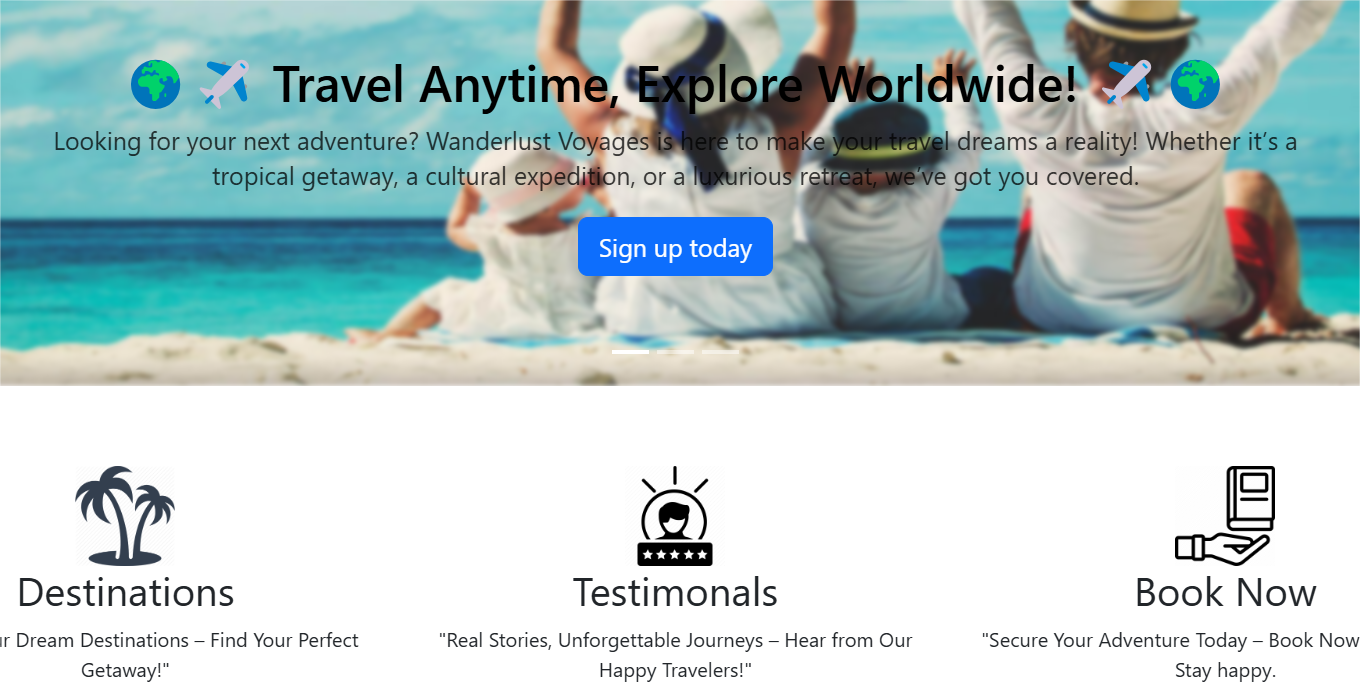 🌍 ✈️ Travel Anytime, Explore Worldwide! ✈️ 🌍
Looking for your next adventure? Wanderlust Voyages is here to make your travel dreams a reality! Whether it’s a
tropical getaway, a cultural expedition, or a luxurious retreat, we’ve got you covered.
Sign up today
Destinations
Dream Destinations – Find Your Perfect
Getaway!"
Testimonals
"Real Stories, Unforgettable Journeys – Hear from Our
Happy Travelers!"
Book Now
"Secure Your Adventure Today – Book Now
Stay happy.